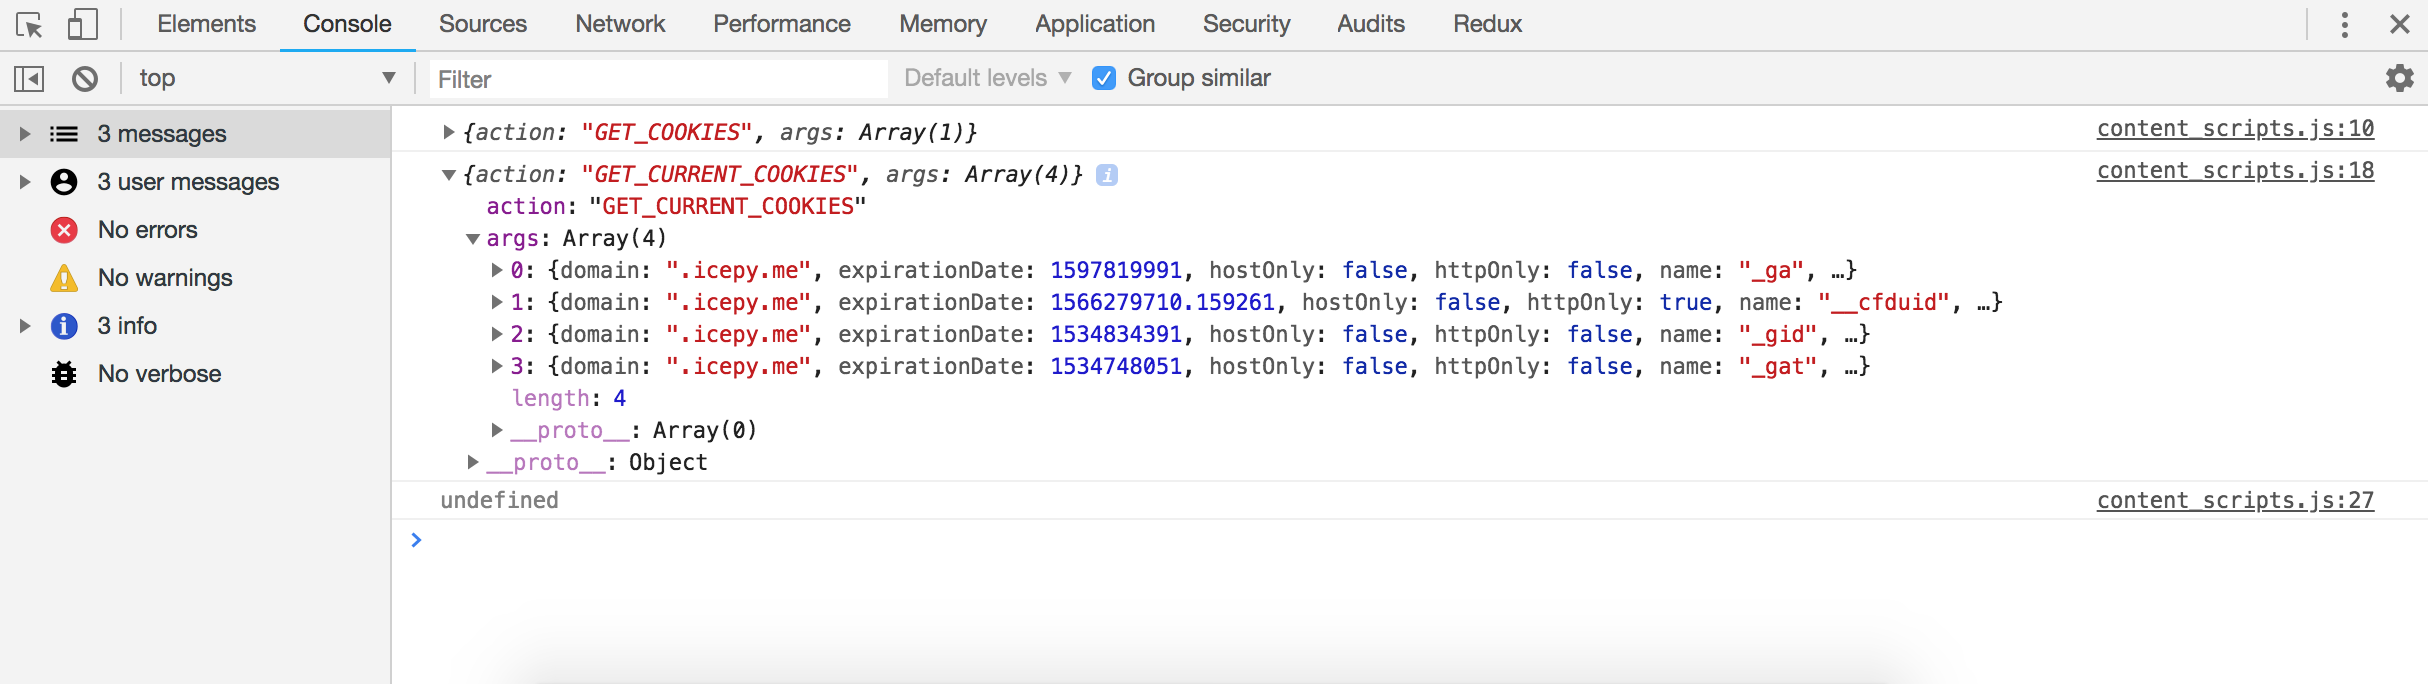 Elements Console Sources Network Performance Memory Application Security Audits Redux
top Filter Default levels Group similar
3 messages
3 user messages
No errors
No warnings
3 info
No verbose
{action: "GET_COOKIES", args: Array(1)} content_scripts.js:10
{action: "GET_CURRENT_COOKIES", args: Array(4)} i content_scripts.js:18
action: "GET_CURRENT_COOKIES"
args: Array(4)
0: {domain: ".icepy.me", expirationDate: 1597819991, hostOnly: false, httpOnly: false, name: "_ga", …}
1: {domain: ".icepy.me", expirationDate: 1566279710.159261, hostOnly: false, httpOnly: true, name: "__cfduid", …}
2: {domain: ".icepy.me", expirationDate: 1534834391, hostOnly: false, httpOnly: false, name: "_gid", …}
3: {domain: ".icepy.me", expirationDate: 1534748051, hostOnly: false, httpOnly: false, name: "_gat", …}
length: 4
__proto__: Array(0)
__proto__: Object
undefined content_scripts.js:27